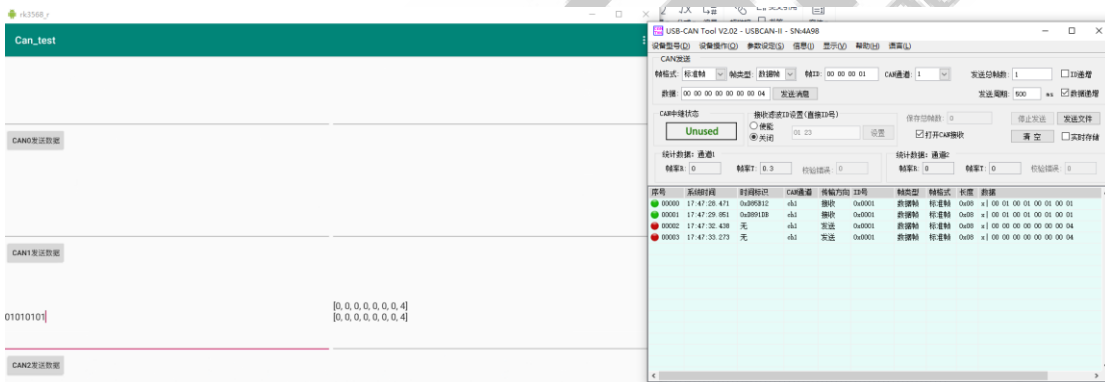 rk3568_r
Can_test
CAN0发送数据
CAN1发送数据
01010101
[0, 0, 0, 0, 0, 0, 0, 4]
[0, 0, 0, 0, 0, 0, 0, 4]
CAN2发送数据
USB-CAN Tool V2.02 - USBCAN-II - SN:4A98
设备型号(D) 设备操作(O) 参数设定(S) 信息(I) 显示(V) 帮助(H) 语言(L)
CAN发送
帧格式: 标准帧 帧类型: 数据帧 帧ID: 00 00 00 01 CAN通道: 1 发送总帧数: 1 ID递增
数据: 00 00 00 00 00 00 00 04 发送消息 发送周期: 500 ms 数据递增
CAN中继状态 接收滤波ID设置(直接ID号) 保存总帧数: 0 停止发送 发送文件
Unused 使能 关闭 01 23 设置 打开CAN接收 清 空 实时存储
统计数据: 通道1 统计数据: 通道2
帧率R: 0 帧率T: 0.3 校验错误: 0 帧率R: 0 帧率T: 0 校验错误: 0
序号 系统时间 时间标识 CAN通道 传输方向 ID号 帧类型 帧格式 长度 数据
00000 17:47:28.471 0xD85B12 ch1 接收 0x0001 数据帧 标准帧 0x08 x| 00 01 00 01 00 01 00 01
00001 17:47:29.851 0xD891DB ch1 接收 0x0001 数据帧 标准帧 0x08 x| 00 01 00 01 00 01 00 01
00002 17:47:32.438 无 ch1 发送 0x0001 数据帧 标准帧 0x08 x| 00 00 00 00 00 00 00 04
00003 17:47:33.273 无 ch1 发送 0x0001 数据帧 标准帧 0x08 x| 00 00 00 00 00 00 00 04